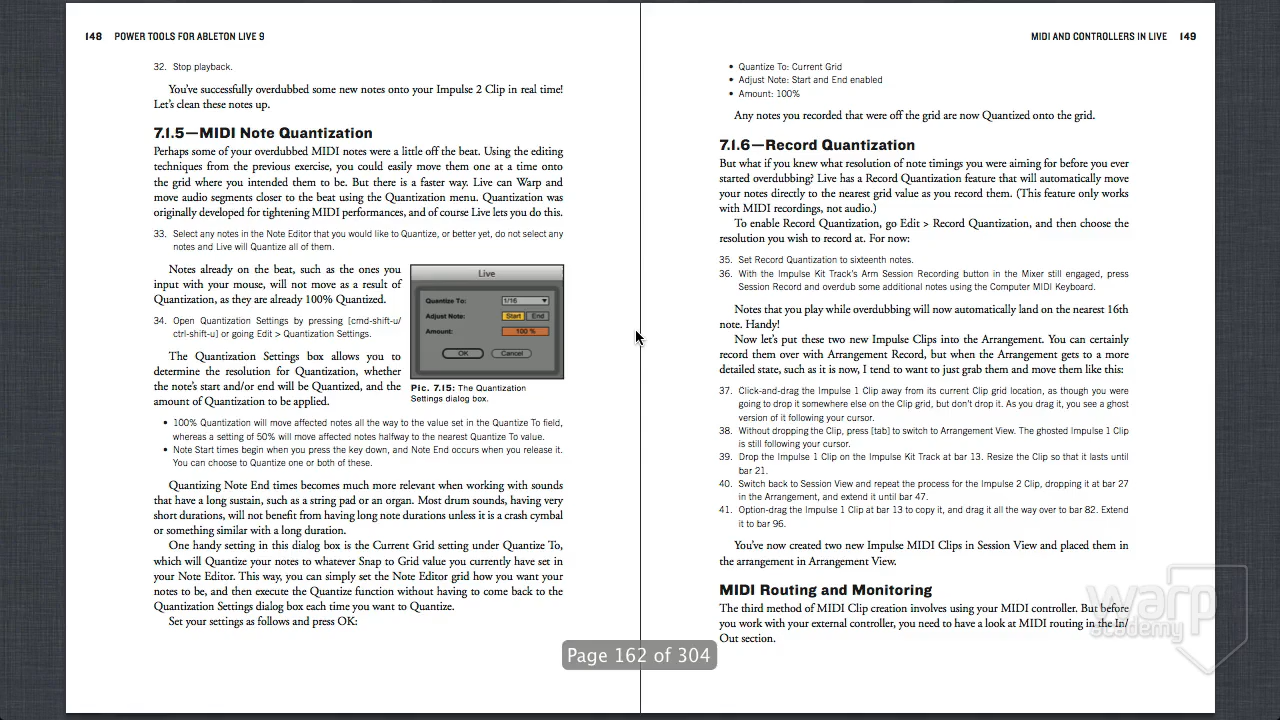 148 POWER TOOLS FOR ABLETON LIVE 9
32. Stop playback.
You've successfully overdubbed some new notes onto your Impulse 2 Clip in real time!
Let's clean these notes up.
7.1.5—MIDI Note Quantization
Perhaps some of your overdubbed MIDI notes were a little off the beat. Using the editing
techniques from the previous exercise, you could easily move them one at a time onto
the grid where you intended them to be. But there is a faster way. Live can Warp and
move audio segments closer to the beat using the Quantization menu. Quantization was
originally developed for tightening MIDI performances, and of course Live lets you do this.
33. Select any notes in the Note Editor that you would like to Quantize, or better yet, do not select any
notes and Live will Quantize all of them.
Notes already on the beat, such as the ones you
input with your mouse, will not move as a result of
Quantization, as they are already 100% Quantized.
34. Open Quantization Settings by pressing [cmd-shift-u/
ctrl-shift-u] or going Edit > Quantization Settings.
The Quantization Settings box allows you to
determine the resolution for Quantization, whether
the note's start and/or end will be Quantized, and the
amount of Quantization to be applied.
Live
Quantize To: 1/16
Adjust Note: Start End
Amount: 100 %
OK Cancel
Pic. 7.15: The Quantization
Settings dialog box.
• 100% Quantization will move affected notes all the way to the value set in the Quantize To field,
whereas a setting of 50% will move affected notes halfway to the nearest Quantize To value.
• Note Start times begin when you press the key down, and Note End occurs when you release it.
You can choose to Quantize one or both of these.
Quantizing Note End times becomes much more relevant when working with sounds
that have a long sustain, such as a string pad or an organ. Most drum sounds, having very
short durations, will not benefit from having long note durations unless it is a crash cymbal
or something similar with a long duration.
One handy setting in this dialog box is the Current Grid setting under Quantize To,
which will Quantize your notes to whatever Snap to Grid value you currently have set in
your Note Editor. This way, you can simply set the Note Editor grid how you want your
notes to be, and then execute the Quantize function without having to come back to the
Quantization Settings dialog box each time you want to Quantize.
Set your settings as follows and press OK:
MIDI AND CONTROLLERS IN LIVE 149
• Quantize To: Current Grid
• Adjust Note: Start and End enabled
• Amount: 100%
Any notes you recorded that were off the grid are now Quantized onto the grid.
7.1.6—Record Quantization
But what if you knew what resolution of note timings you were aiming for before you ever
started overdubbing? Live has a Record Quantization feature that will automatically move
your notes directly to the nearest grid value as you record them. (This feature only works
with MIDI recordings, not audio.)
To enable Record Quantization, go Edit > Record Quantization, and then choose the
resolution you wish to record at. For now:
35. Set Record Quantization to sixteenth notes.
36. With the Impulse Kit Track's Arm Session Recording button in the Mixer still engaged, press
Session Record and overdub some additional notes using the Computer MIDI Keyboard.
Notes that you play while overdubbing will now automatically land on the nearest 16th
note. Handy!
Now let's put these two new Impulse Clips into the Arrangement. You can certainly
record them over with Arrangement Record, but when the Arrangement gets to a more
detailed state, such as it is now, I tend to want to just grab them and move them like this:
37. Click-and-drag the Impulse 1 Clip away from its current Clip grid location, as though you were
going to drop it somewhere else on the Clip grid, but don't drop it. As you drag it, you see a ghost
version of it following your cursor.
38. Without dropping the Clip, press [tab] to switch to Arrangement View. The ghosted Impulse 1 Clip
is still following your cursor.
39. Drop the Impulse 1 Clip on the Impulse Kit Track at bar 13. Resize the Clip so that it lasts until
bar 21.
40. Switch back to Session View and repeat the process for the Impulse 2 Clip, dropping it at bar 27
in the Arrangement, and extend it until bar 47.
41. Option-drag the Impulse 1 Clip at bar 13 to copy it, and drag it all the way over to bar 82. Extend
it to bar 96.
You've now created two new Impulse MIDI Clips in Session View and placed them in
the arrangement in Arrangement View.
MIDI Routing and Monitoring
The third method of MIDI Clip creation involves using your MIDI controller. But before
you work with your external controller, you need to have a look at MIDI routing in the In/
Out section.
warp
academy
Page 162 of 304